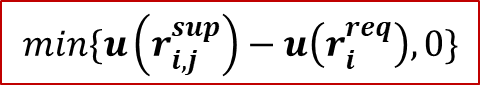 min{u(r_{i,j}^{sup}) − u(r_i^{req}), 0}